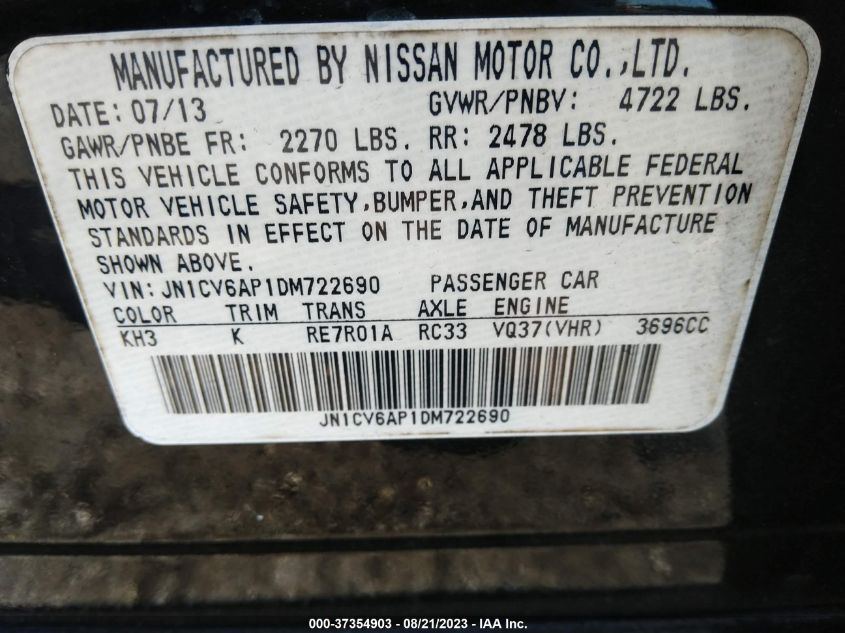 MANUFACTURED BY NISSAN MOTOR CO.,LTD.
DATE: 07/13 GVWR/PNBV: 4722 LBS.
GAWR/PNBE FR: 2270 LBS. RR: 2478 LBS.
THIS VEHICLE CONFORMS TO ALL APPLICABLE FEDERAL
MOTOR VEHICLE SAFETY,BUMPER,AND THEFT PREVENTION
STANDARDS IN EFFECT ON THE DATE OF MANUFACTURE
SHOWN ABOVE.
VIN: JN1CV6AP1DM722690 PASSENGER CAR
COLOR TRIM TRANS AXLE ENGINE
KH3 K RE7R01A RC33 VQ37(VHR) 3696CC
JN1CV6AP1DM722690
000-37354903 - 08/21/2023 - IAA Inc.